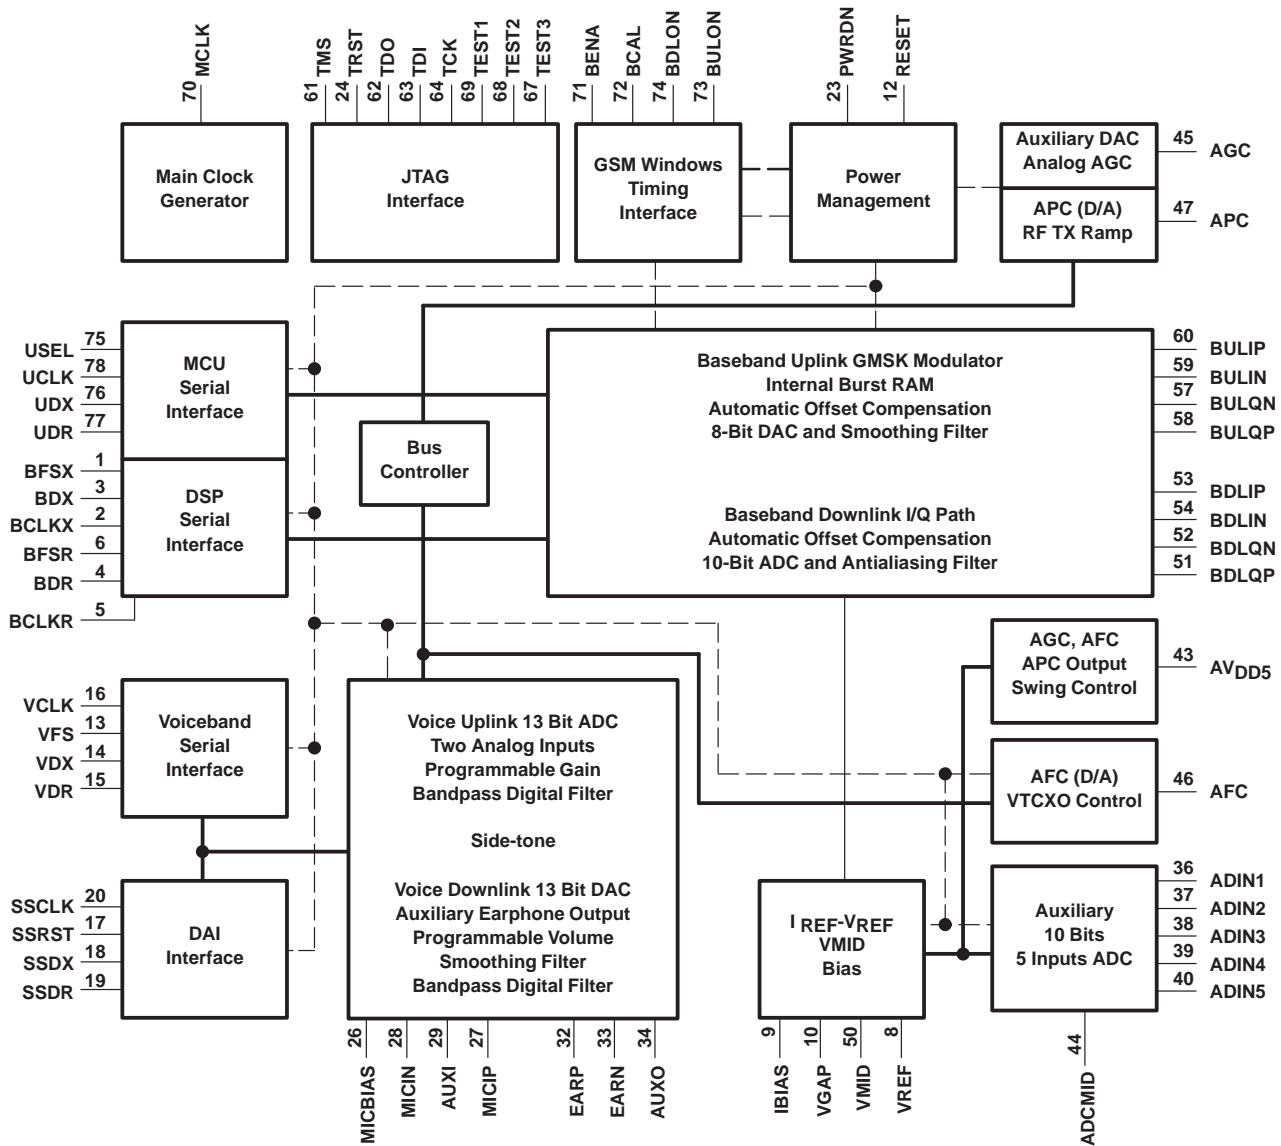 70 MCLK
61 TMS
24 TRST
62 TDO
63 TDI
64 TCK
69 TEST1
68 TEST2
67 TEST3
71 BENA
72 BCAL
74 BDLON
73 BULON
23 PWRDN
12 RESET
Main Clock
Generator
JTAG
Interface
GSM Windows
Timing
Interface
Power
Management
Auxiliary DAC
Analog AGC
45 AGC
APC (D/A)
RF TX Ramp
47 APC
USEL 75
UCLK 78
UDX 76
UDR 77
MCU
Serial
Interface
BFSX 1
BDX 3
BCLKX 2
BFSR 6
BDR 4
BCLKR 5
DSP
Serial
Interface
Bus
Controller
Baseband Uplink GMSK Modulator
Internal Burst RAM
Automatic Offset Compensation
8-Bit DAC and Smoothing Filter
Baseband Downlink I/Q Path
Automatic Offset Compensation
10-Bit ADC and Antialiasing Filter
60 BULIP
59 BULIN
57 BULQN
58 BULQP
53 BDLIP
54 BDLIN
52 BDLQN
51 BDLQP
AGC, AFC
APC Output
Swing Control
43 AVDD5
VCLK 16
VFS 13
VDX 14
VDR 15
Voiceband
Serial
Interface
Voice Uplink 13 Bit ADC
Two Analog Inputs
Programmable Gain
Bandpass Digital Filter
Side-tone
Voice Downlink 13 Bit DAC
Auxiliary Earphone Output
Programmable Volume
Smoothing Filter
Bandpass Digital Filter
AFC (D/A)
VTCXO Control
46 AFC
SSCLK 20
SSRST 17
SSDX 18
SSDR 19
DAI
Interface
I REF-VREF
VMID
Bias
Auxiliary
10 Bits
5 Inputs ADC
36 ADIN1
37 ADIN2
38 ADIN3
39 ADIN4
40 ADIN5
26 MICBIAS
28 MICIN
29 AUXI
27 MICIP
32 EARP
33 EARN
34 AUXO
9 IBIAS
10 VGAP
50 VMID
8 VREF
44 ADCMID